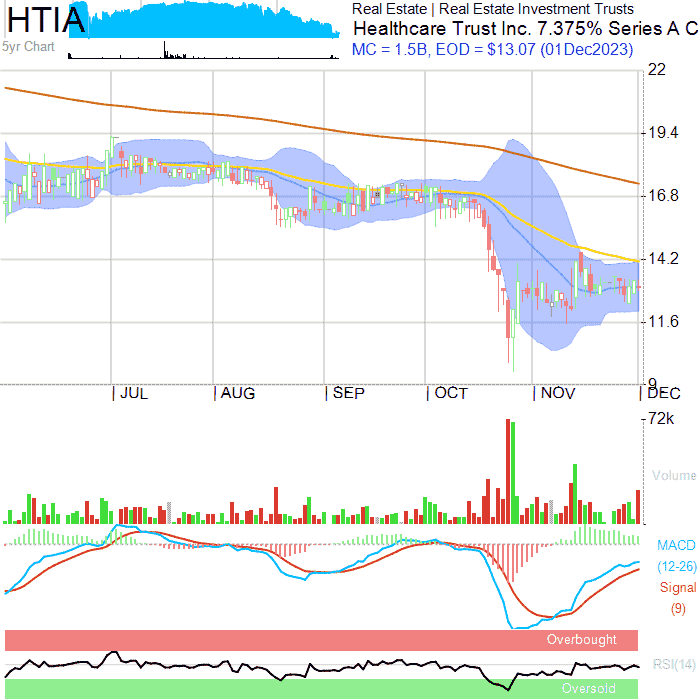 HTIA
5yr Chart
Real Estate | Real Estate Investment Trusts
Healthcare Trust Inc. 7.375% Series A C
MC = 1.5B, EOD = $13.07 (01Dec2023)
22
19.4
16.8
14.2
11.6
9
JUL AUG SEP OCT NOV DEC
72k
Volume
MACD
(12-26)
Signal
(9)
Overbought
RSI(14)
Oversold